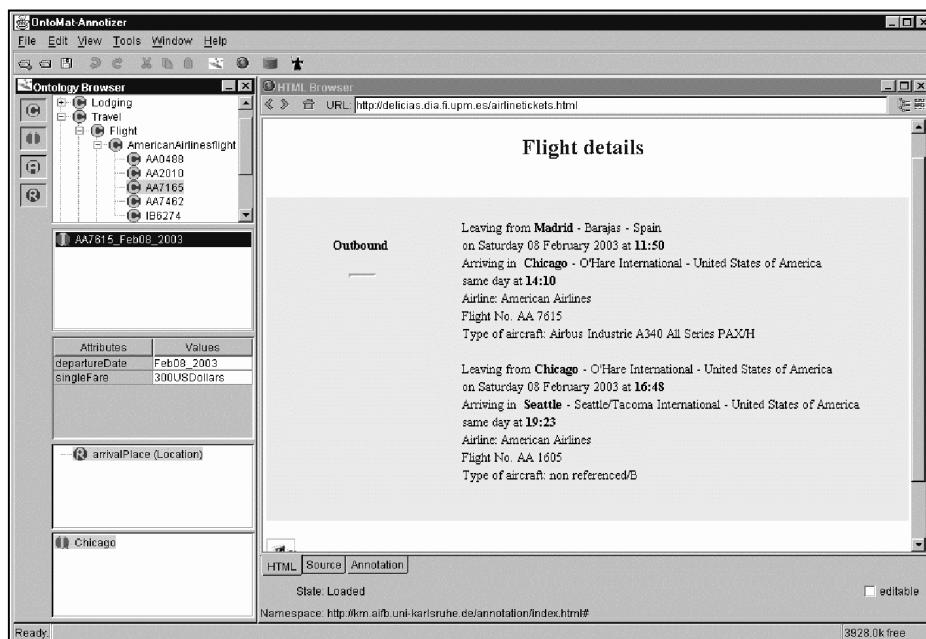 OntoMat-Annotizer
File Edit View Tools Window Help
Ontology Browser
Lodging
Travel
Flight
AmericanAirlinesflight
AA0488
AA2010
AA7165
AA7462
IB6274
AA7615_Feb08_2003
Attributes Values
departureDate Feb08_2003
singleFare 300USDollars
arrivalPlace (Location)
Chicago
HTML Browser
URL: http://delicias.dia.fi.upm.es/airlinetickets.html
Flight details
Outbound
Leaving from Madrid - Barajas - Spain
on Saturday 08 February 2003 at 11:50
Arriving in Chicago - O'Hare International - United States of America
same day at 14:10
Airline: American Airlines
Flight No. AA 7615
Type of aircraft: Airbus Industrie A340 All Series PAX/H
Leaving from Chicago - O'Hare International - United States of America
on Saturday 08 February 2003 at 16:48
Arriving in Seattle - Seattle/Tacoma International - United States of America
same day at 19:23
Airline: American Airlines
Flight No. AA 1605
Type of aircraft: non referenced/B
HTML Source Annotation
State: Loaded
editable
Namespace: http://km.aifb.uni-karlsruhe.de/annotation/index.html#
Ready.
3928.0k free